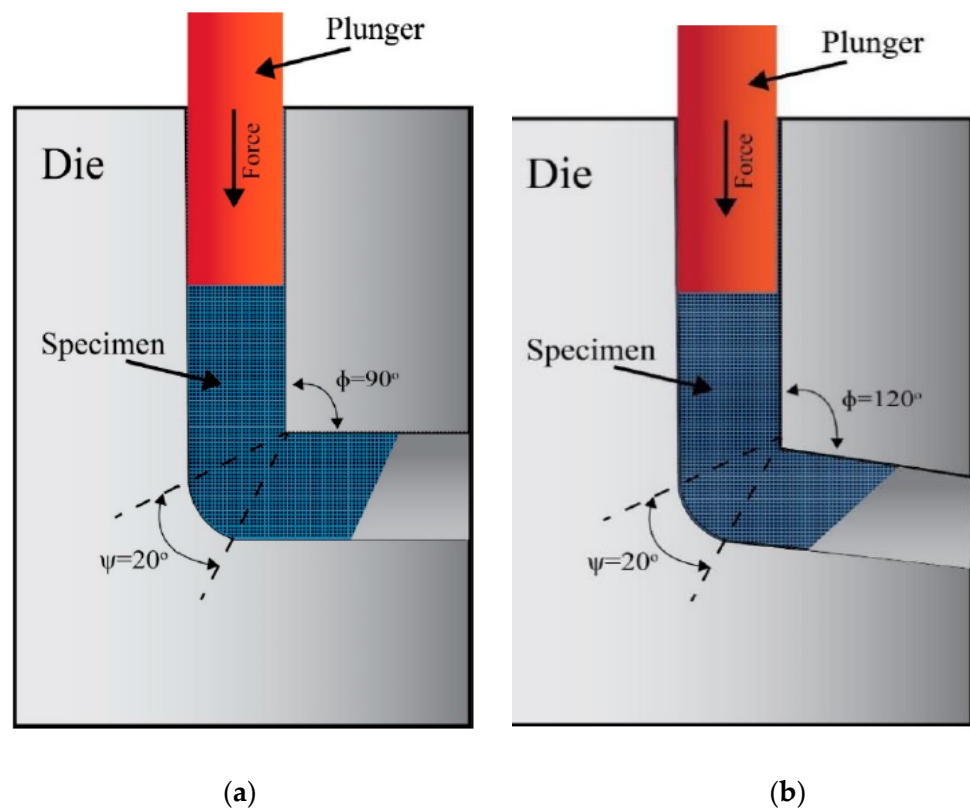 Plunger
Force
Die
Specimen
ϕ=90°
ψ=20°
(a)
Plunger
Force
Die
Specimen
ϕ=120°
ψ=20°
(b)